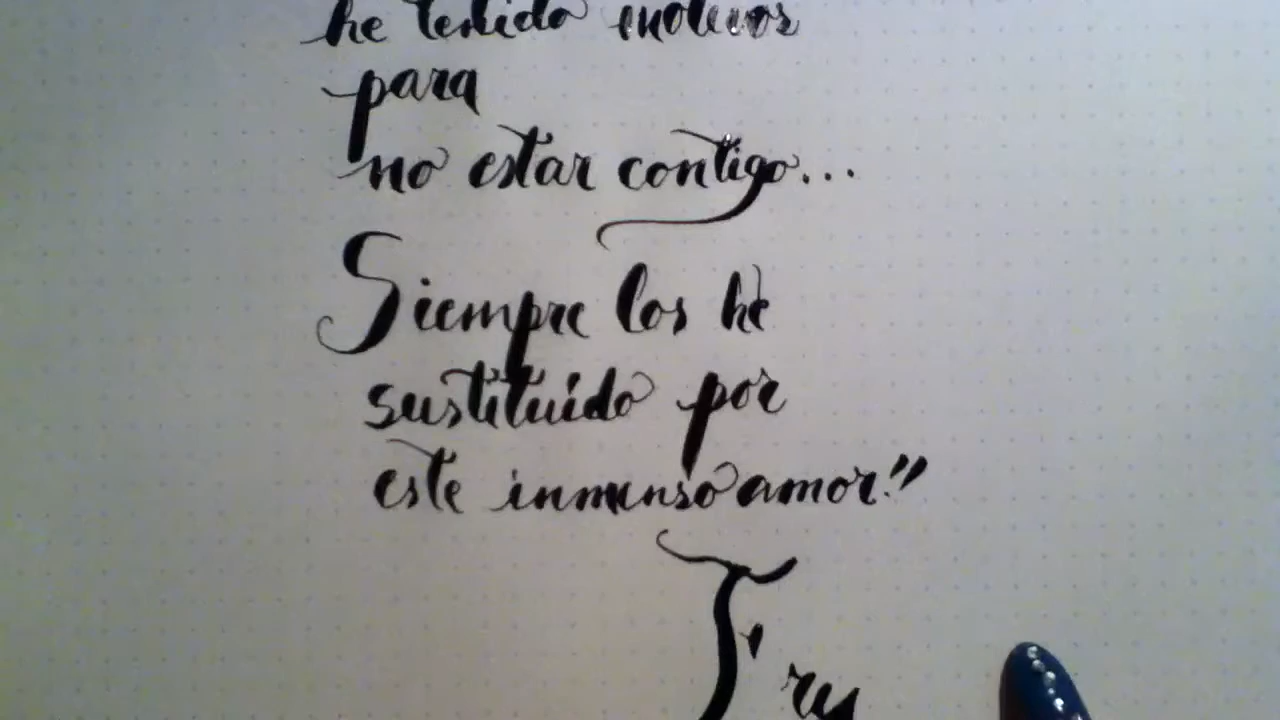 he tenido motivos
para
no estar contigo...
Siempre los he
sustituido por
este inmenso amor."